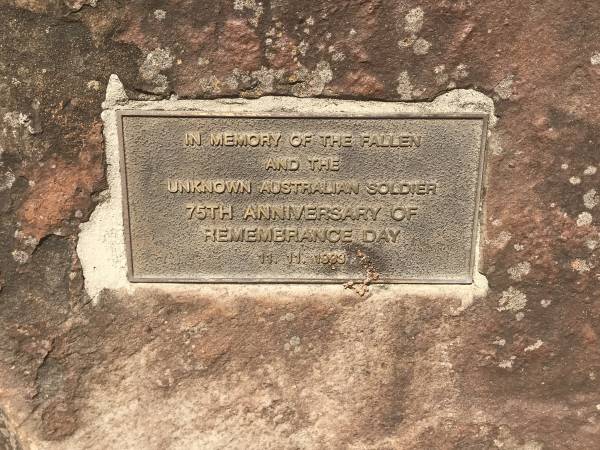 IN MEMORY OF THE FALLEN
AND THE
UNKNOWN AUSTRALIAN SOLDIER
75TH ANNIVERSARY OF
REMEMBRANCE DAY
11. 11. 1993